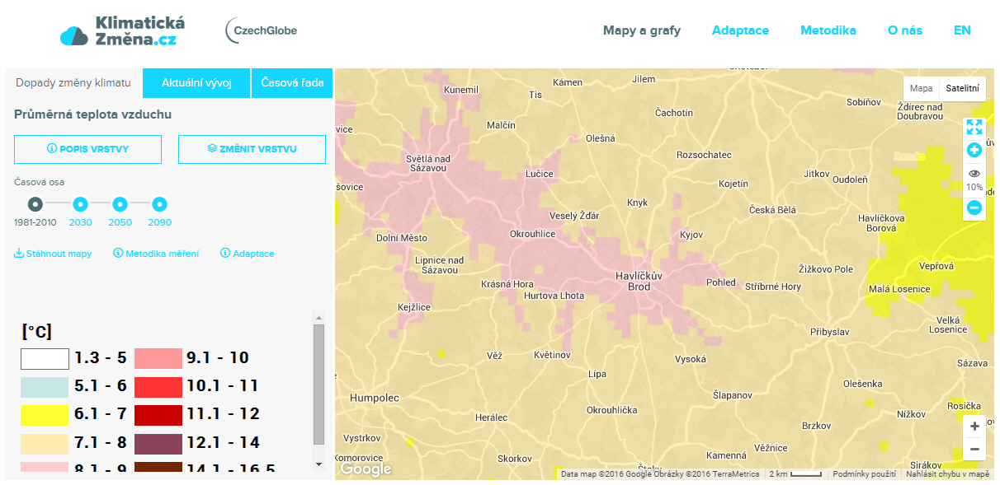 Klimatická
Změna.cz
CzechGlobe
Mapy a grafy
Adaptace
Metodika
O nás
EN
Dopady změny klimatu
Aktuální vývoj
Časová řada
Průměrná teplota vzduchu
POPIS VRSTVY
ZMĚNIT VRSTVU
Časová osa
1981-2010 2030 2050 2090
Stáhnout mapy
Metodika měření
Adaptace
[°C]
1.3 - 5 9.1 - 10
5.1 - 6 10.1 - 11
6.1 - 7 11.1 - 12
7.1 - 8 12.1 - 14
8.1 - 9 14.1 - 16.5
Mapa Satelitní
10%
Kunemil
Tis
Kámen
Jilem
Sobíňov
Ždírec nad
Doubravou
Čachotín
Malčín
Olešná
Světlá nad
Sázavou
Rozsochatec
Lučice
Kojetín
Jitkov
Oudoleň
Knyk
Česká Bělá
Veselý Žďár
Havlíčkova
Borová
Okrouhlice
Kyjov
Dolní Město
Lipnice nad
Sázavou
Havlíčkův
Brod
Žižkovo Pole
Vepřová
Krásná Hora
Pohled
Stříbrné Hory
Malá Losenice
Hurtova Lhota
Kejžlice
Velká
Losenice
Přibyslav
Věž
Květinov
Vysoká
Sázava
Lípa
Olešenka
Humpolec
Šlapanov
Rosička
Okrouhlička
Nížkov
Herálec
Brzkov
Vystrkov
Věžnice
Komorovice
Skorkov
Kamenná
Sirákov
Štoky
Google
Data map ©2016 Google Obrázky ©2016 TerraMetrics
2 km
Podmínky použití
Nahlásit chybu v mapě